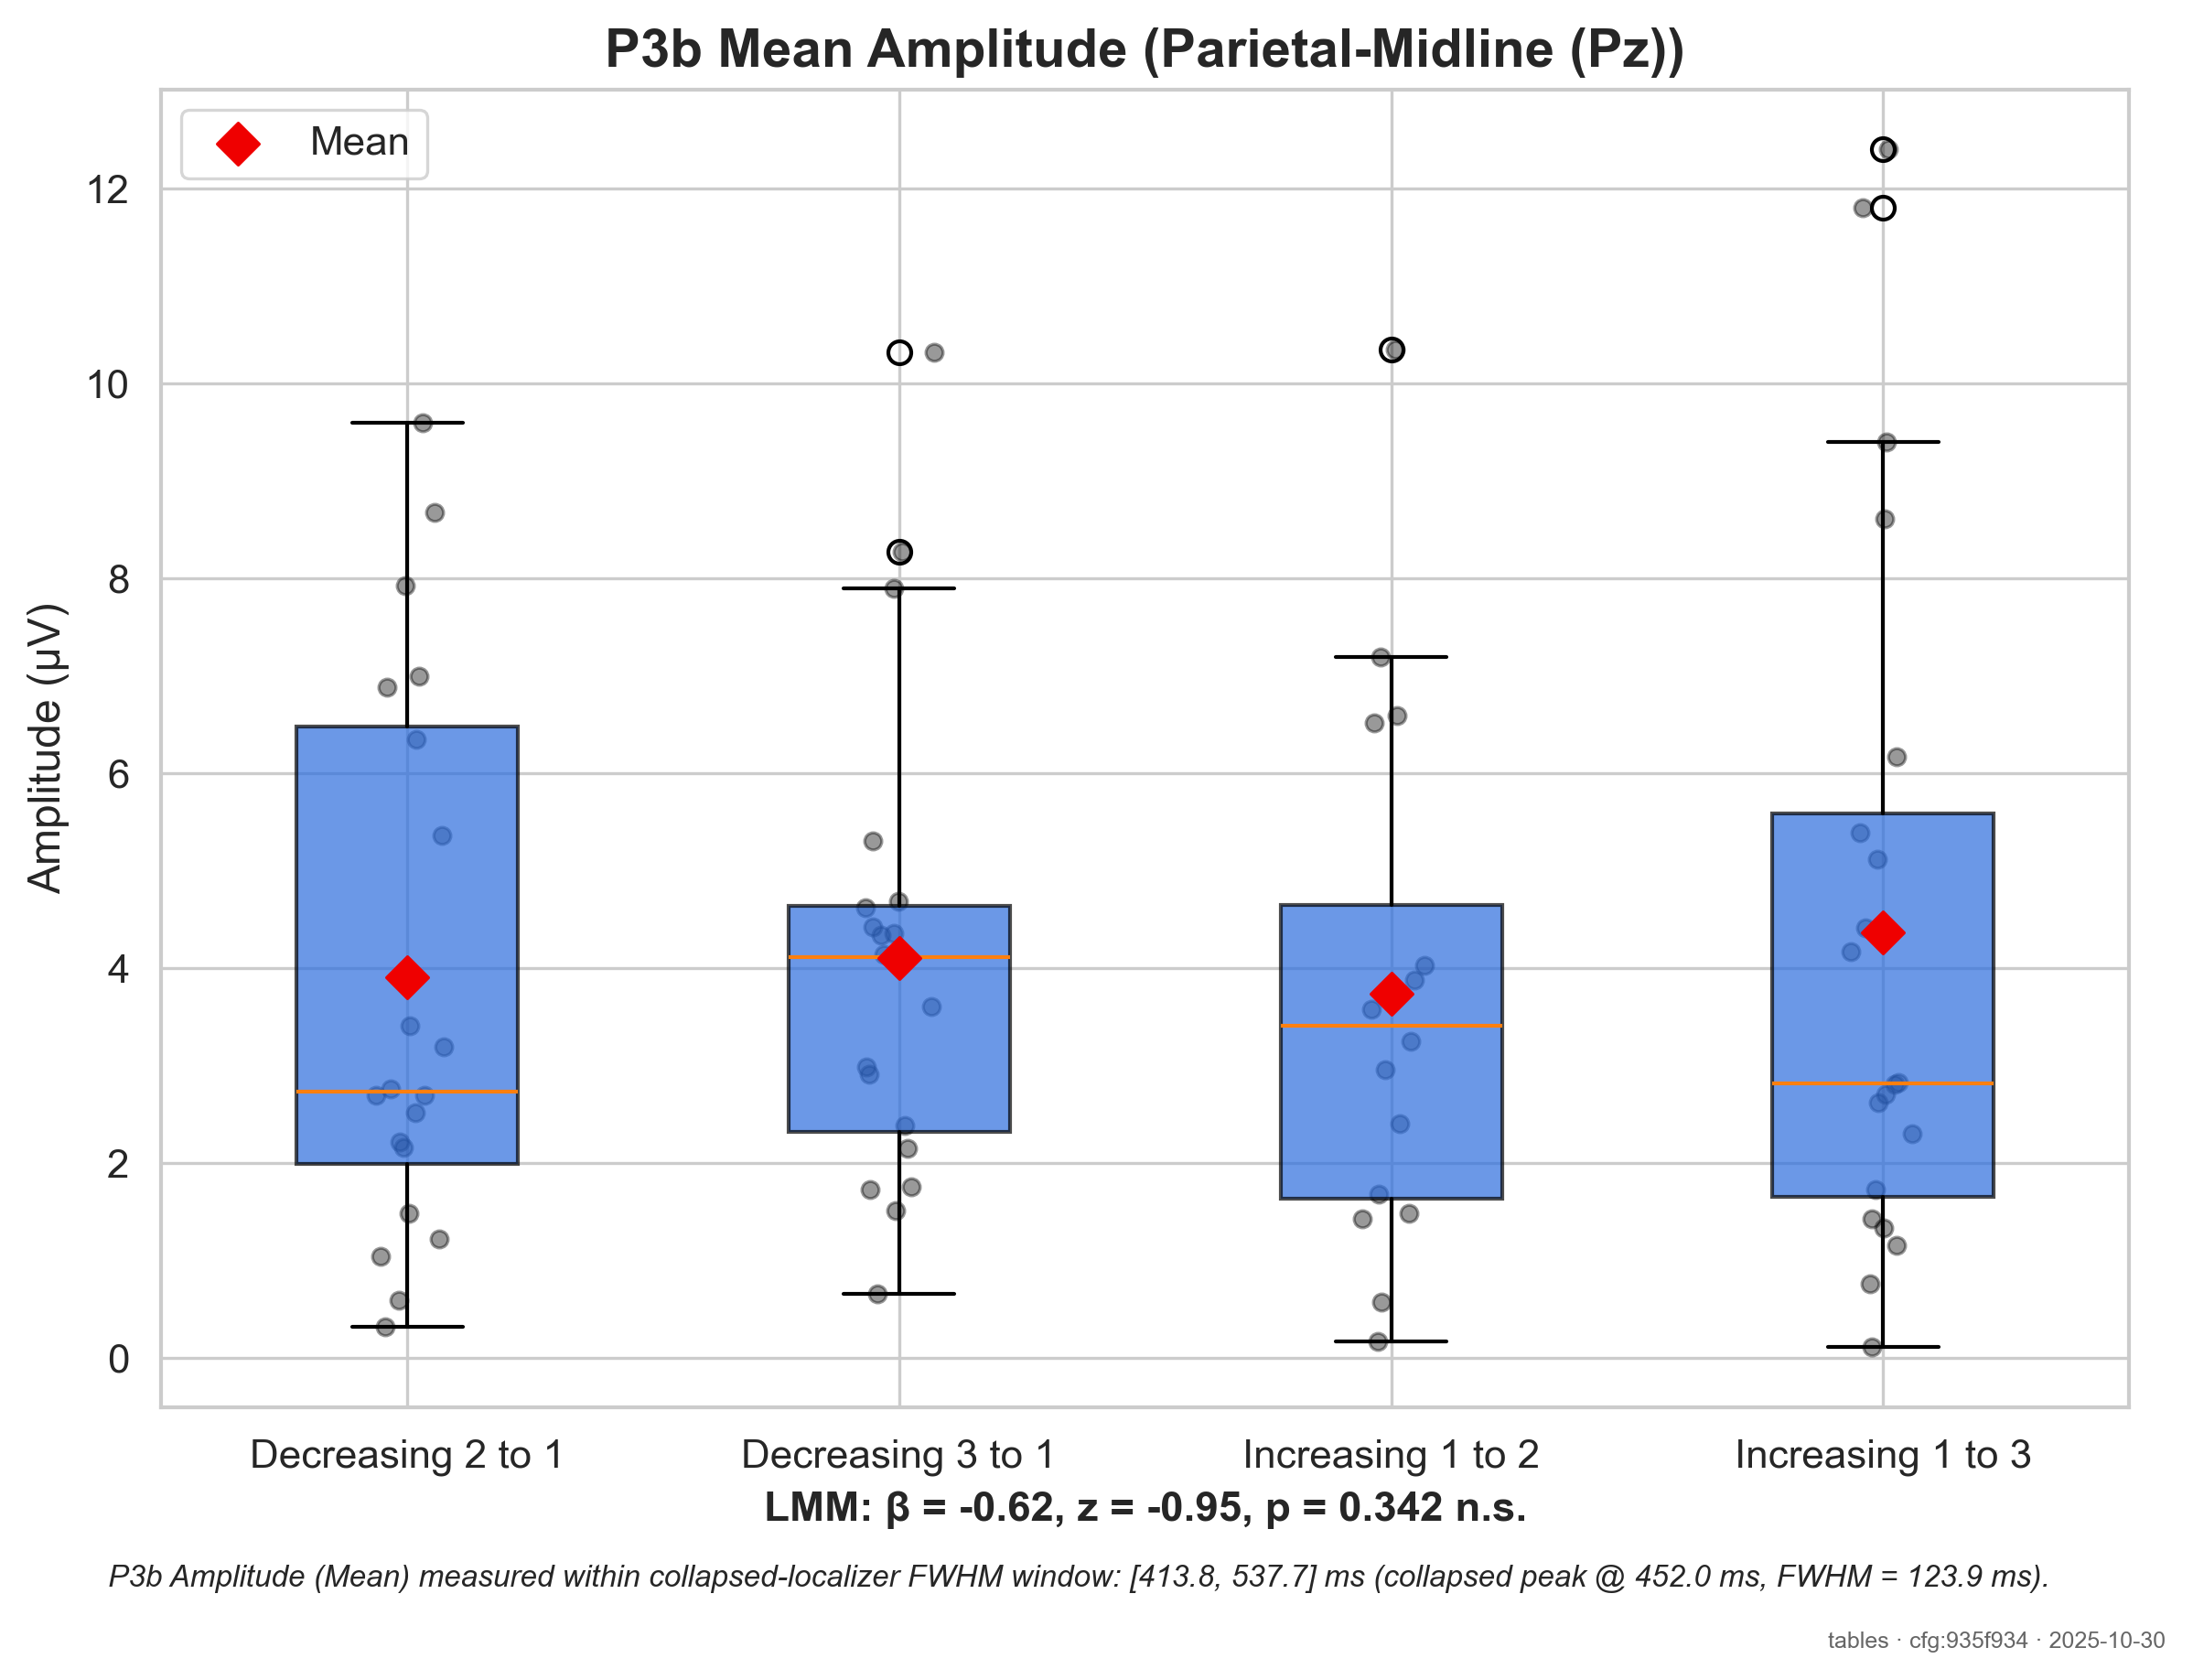 P3b Mean Amplitude (Parietal-Midline (Pz))
Mean
Amplitude (µV)
12
10
8
6
4
2
0
Decreasing 2 to 1
Decreasing 3 to 1
Increasing 1 to 2
Increasing 1 to 3
LMM: β = -0.62, z = -0.95, p = 0.342 n.s.
P3b Amplitude (Mean) measured within collapsed-localizer FWHM window: [413.8, 537.7] ms (collapsed peak @ 452.0 ms, FWHM = 123.9 ms).
tables · cfg:935f934 · 2025-10-30